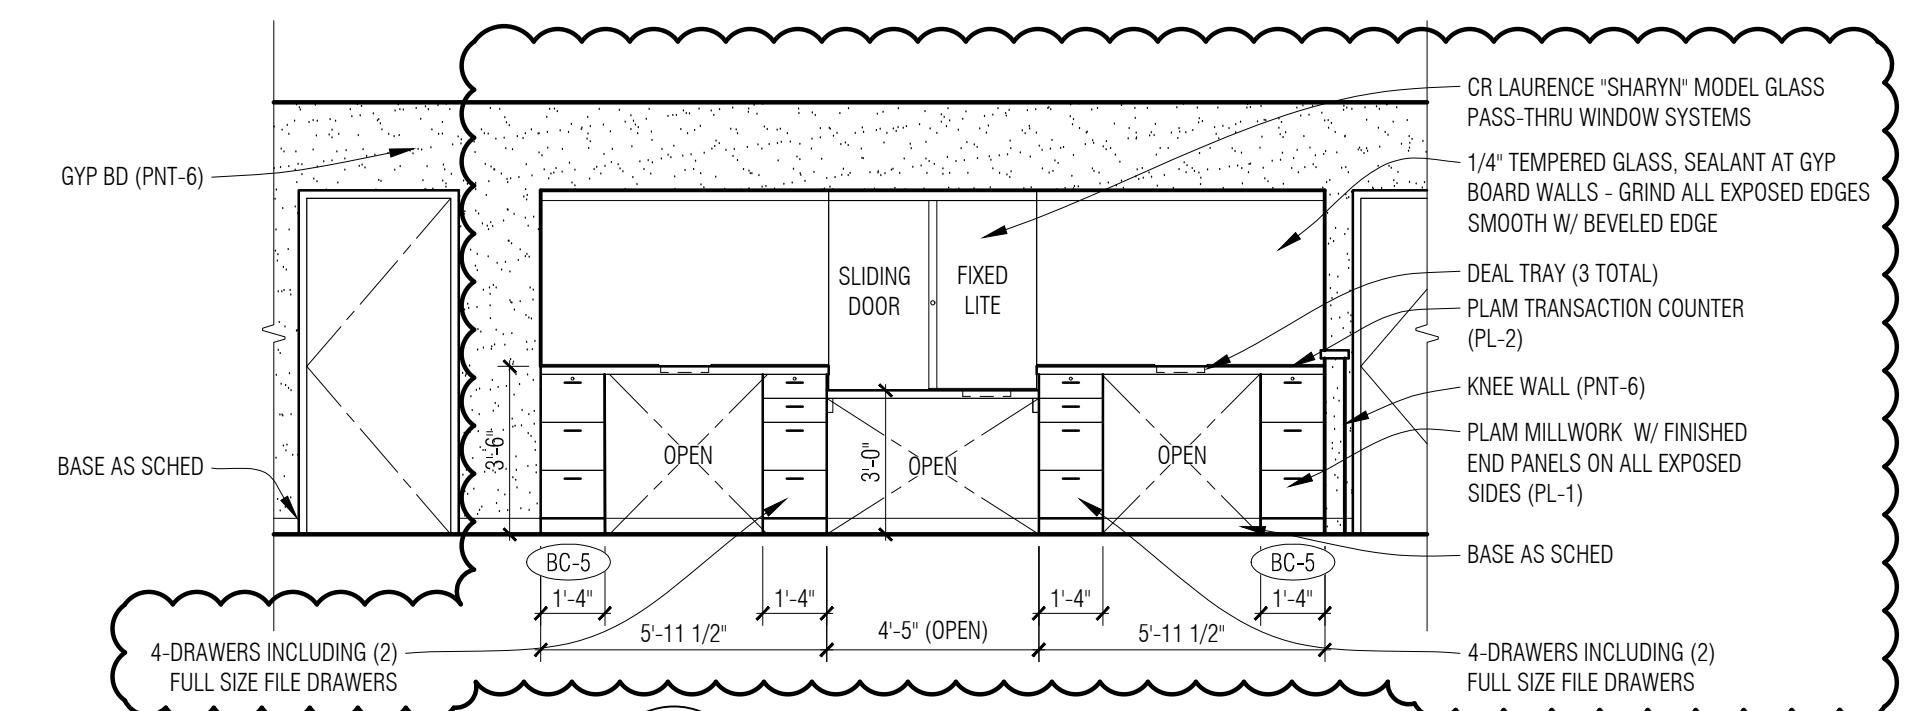 CR LAURENCE "SHARYN" MODEL GLASS
PASS-THRU WINDOW SYSTEMS
GYP BD (PNT-6)
1/4" TEMPERED GLASS, SEALANT AT GYP
BOARD WALLS - GRIND ALL EXPOSED EDGES
SMOOTH W/ BEVELED EDGE
SLIDING
DOOR
FIXED
LITE
DEAL TRAY (3 TOTAL)
PLAM TRANSACTION COUNTER
(PL-2)
KNEE WALL (PNT-6)
PLAM MILLWORK W/ FINISHED
END PANELS ON ALL EXPOSED
SIDES (PL-1)
BASE AS SCHED
3'-6"
OPEN
3'-0"
OPEN
OPEN
BASE AS SCHED
BC-5
BC-5
1'-4"
1'-4"
1'-4"
1'-4"
5'-11 1/2"
4'-5" (OPEN)
5'-11 1/2"
4-DRAWERS INCLUDING (2)
FULL SIZE FILE DRAWERS
4-DRAWERS INCLUDING (2)
FULL SIZE FILE DRAWERS